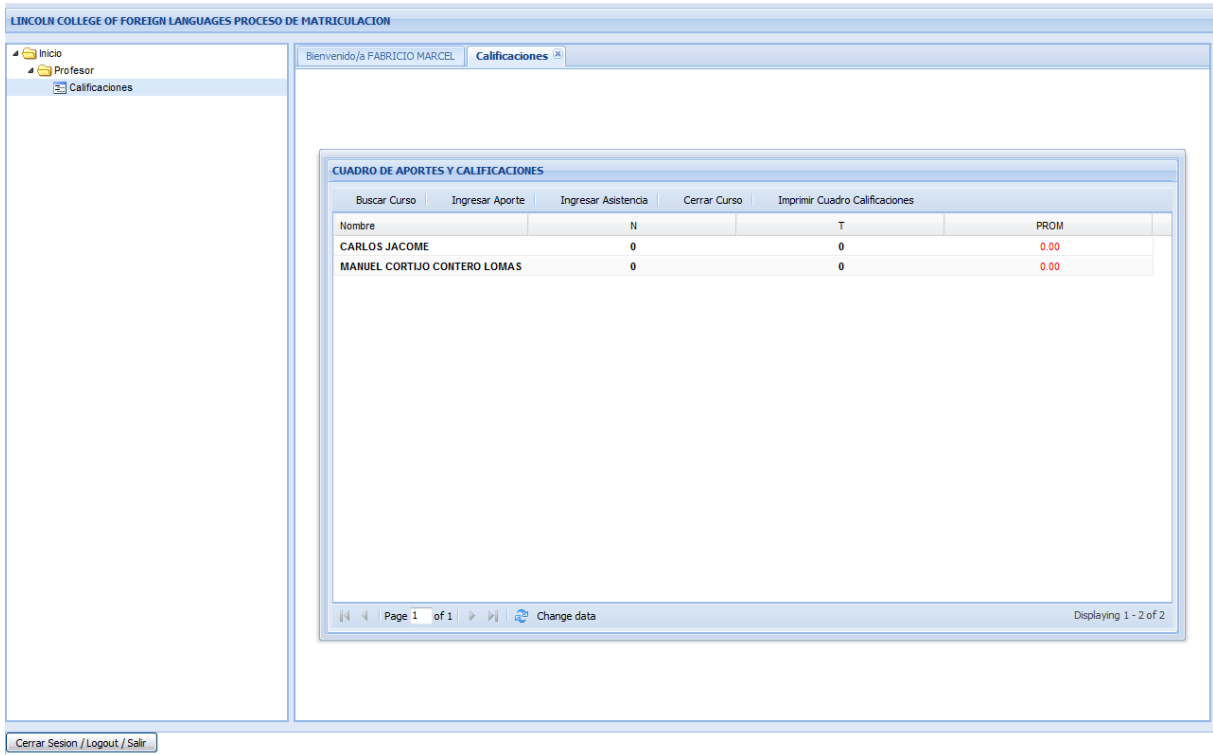 LINCOLN COLLEGE OF FOREIGN LANGUAGES PROCESO DE MATRICULACION
Inicio
Profesor
Calificaciones
Bienvenido/a FABRICIO MARCEL Calificaciones
CUADRO DE APORTES Y CALIFICACIONES
Buscar Curso Ingresar Aporte Ingresar Asistencia Cerrar Curso Imprimir Cuadro Calificaciones
Nombre N T PROM
CARLOS JACOME 0 0 0.00
MANUEL CORTIJO CONTERO LOMAS 0 0 0.00
Page 1 of 1 Change data Displaying 1 - 2 of 2
Cerrar Sesion / Logout / Salir